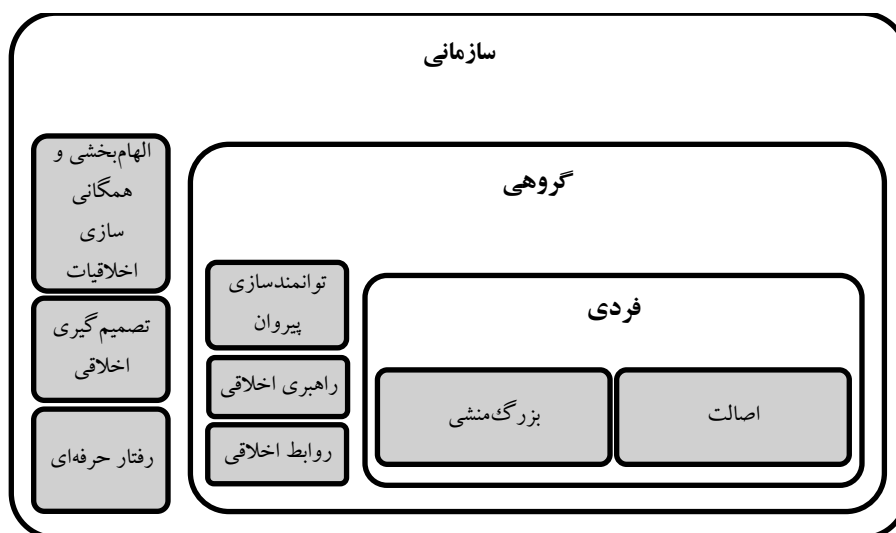 سازمانی
گروهی
فردی
اصالت
بزرگ‌منشی
توانمندسازی
پیروان
راهبری اخلاقی
روابط اخلاقی
الهام‌بخشی و
همگانی
سازی
اخلاقیات
تصمیم‌گیری
اخلاقی
رفتار حرفه‌ای